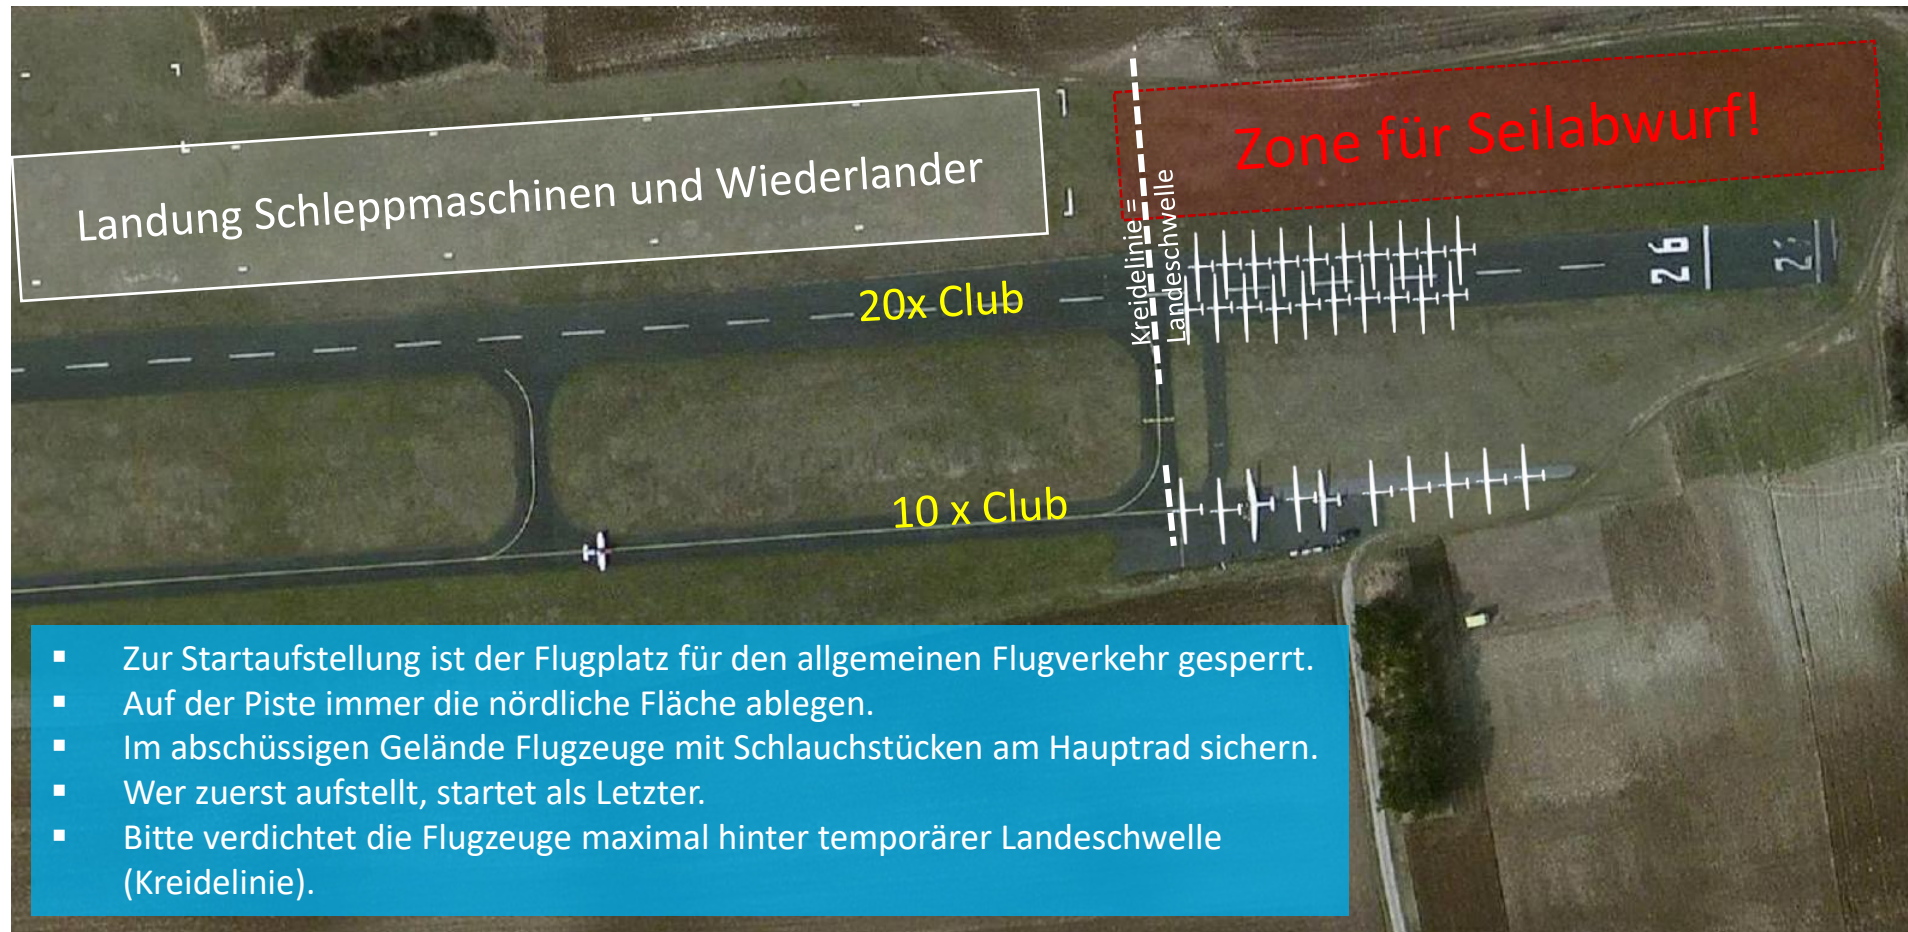 Zone für Seilabwurf!
Landung Schleppmaschinen und Wiederlander
Kreidelinie =
Landeschwelle
26
20x Club
10 x Club
▪ Zur Startaufstellung ist der Flugplatz für den allgemeinen Flugverkehr gesperrt.
▪ Auf der Piste immer die nördliche Fläche ablegen.
▪ Im abschüssigen Gelände Flugzeuge mit Schlauchstücken am Hauptrad sichern.
▪ Wer zuerst aufstellt, startet als Letzter.
▪ Bitte verdichtet die Flugzeuge maximal hinter temporärer Landeschwelle
(Kreidelinie).